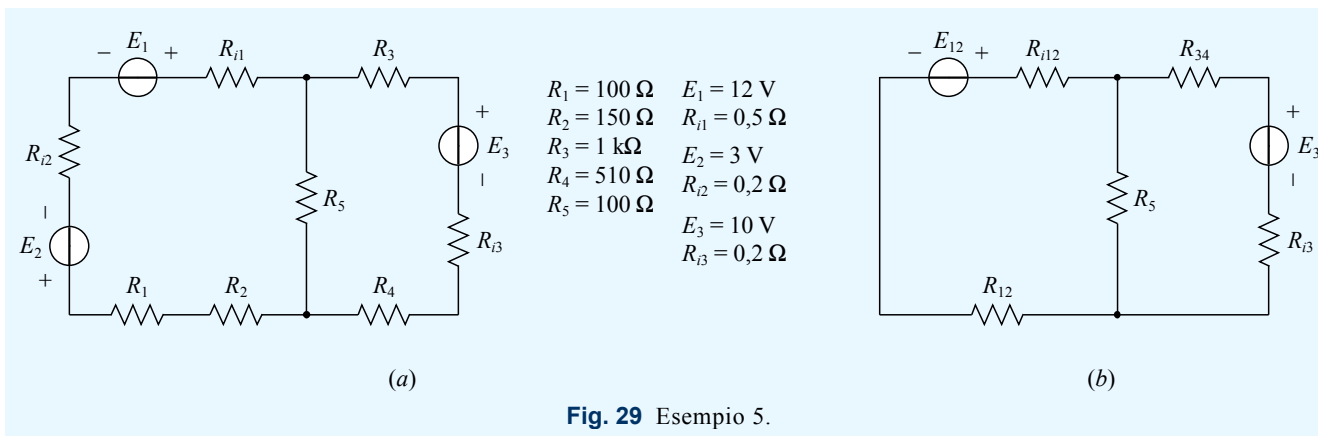 − E₁ + Rᵢ₁ R₃
Rᵢ₂
−
E₂
+
R₁ R₂ R₄
R₅
+
E₃
−
Rᵢ₃
(a)
R₁ = 100 Ω E₁ = 12 V
R₂ = 150 Ω Rᵢ₁ = 0,5 Ω
R₃ = 1 kΩ E₂ = 3 V
R₄ = 510 Ω Rᵢ₂ = 0,2 Ω
R₅ = 100 Ω E₃ = 10 V
Rᵢ₃ = 0,2 Ω
− E₁₂ + Rᵢ₁₂ R₃₄
+
E₃
−
R₅
Rᵢ₃
R₁₂
(b)
Fig. 29 Esempio 5.